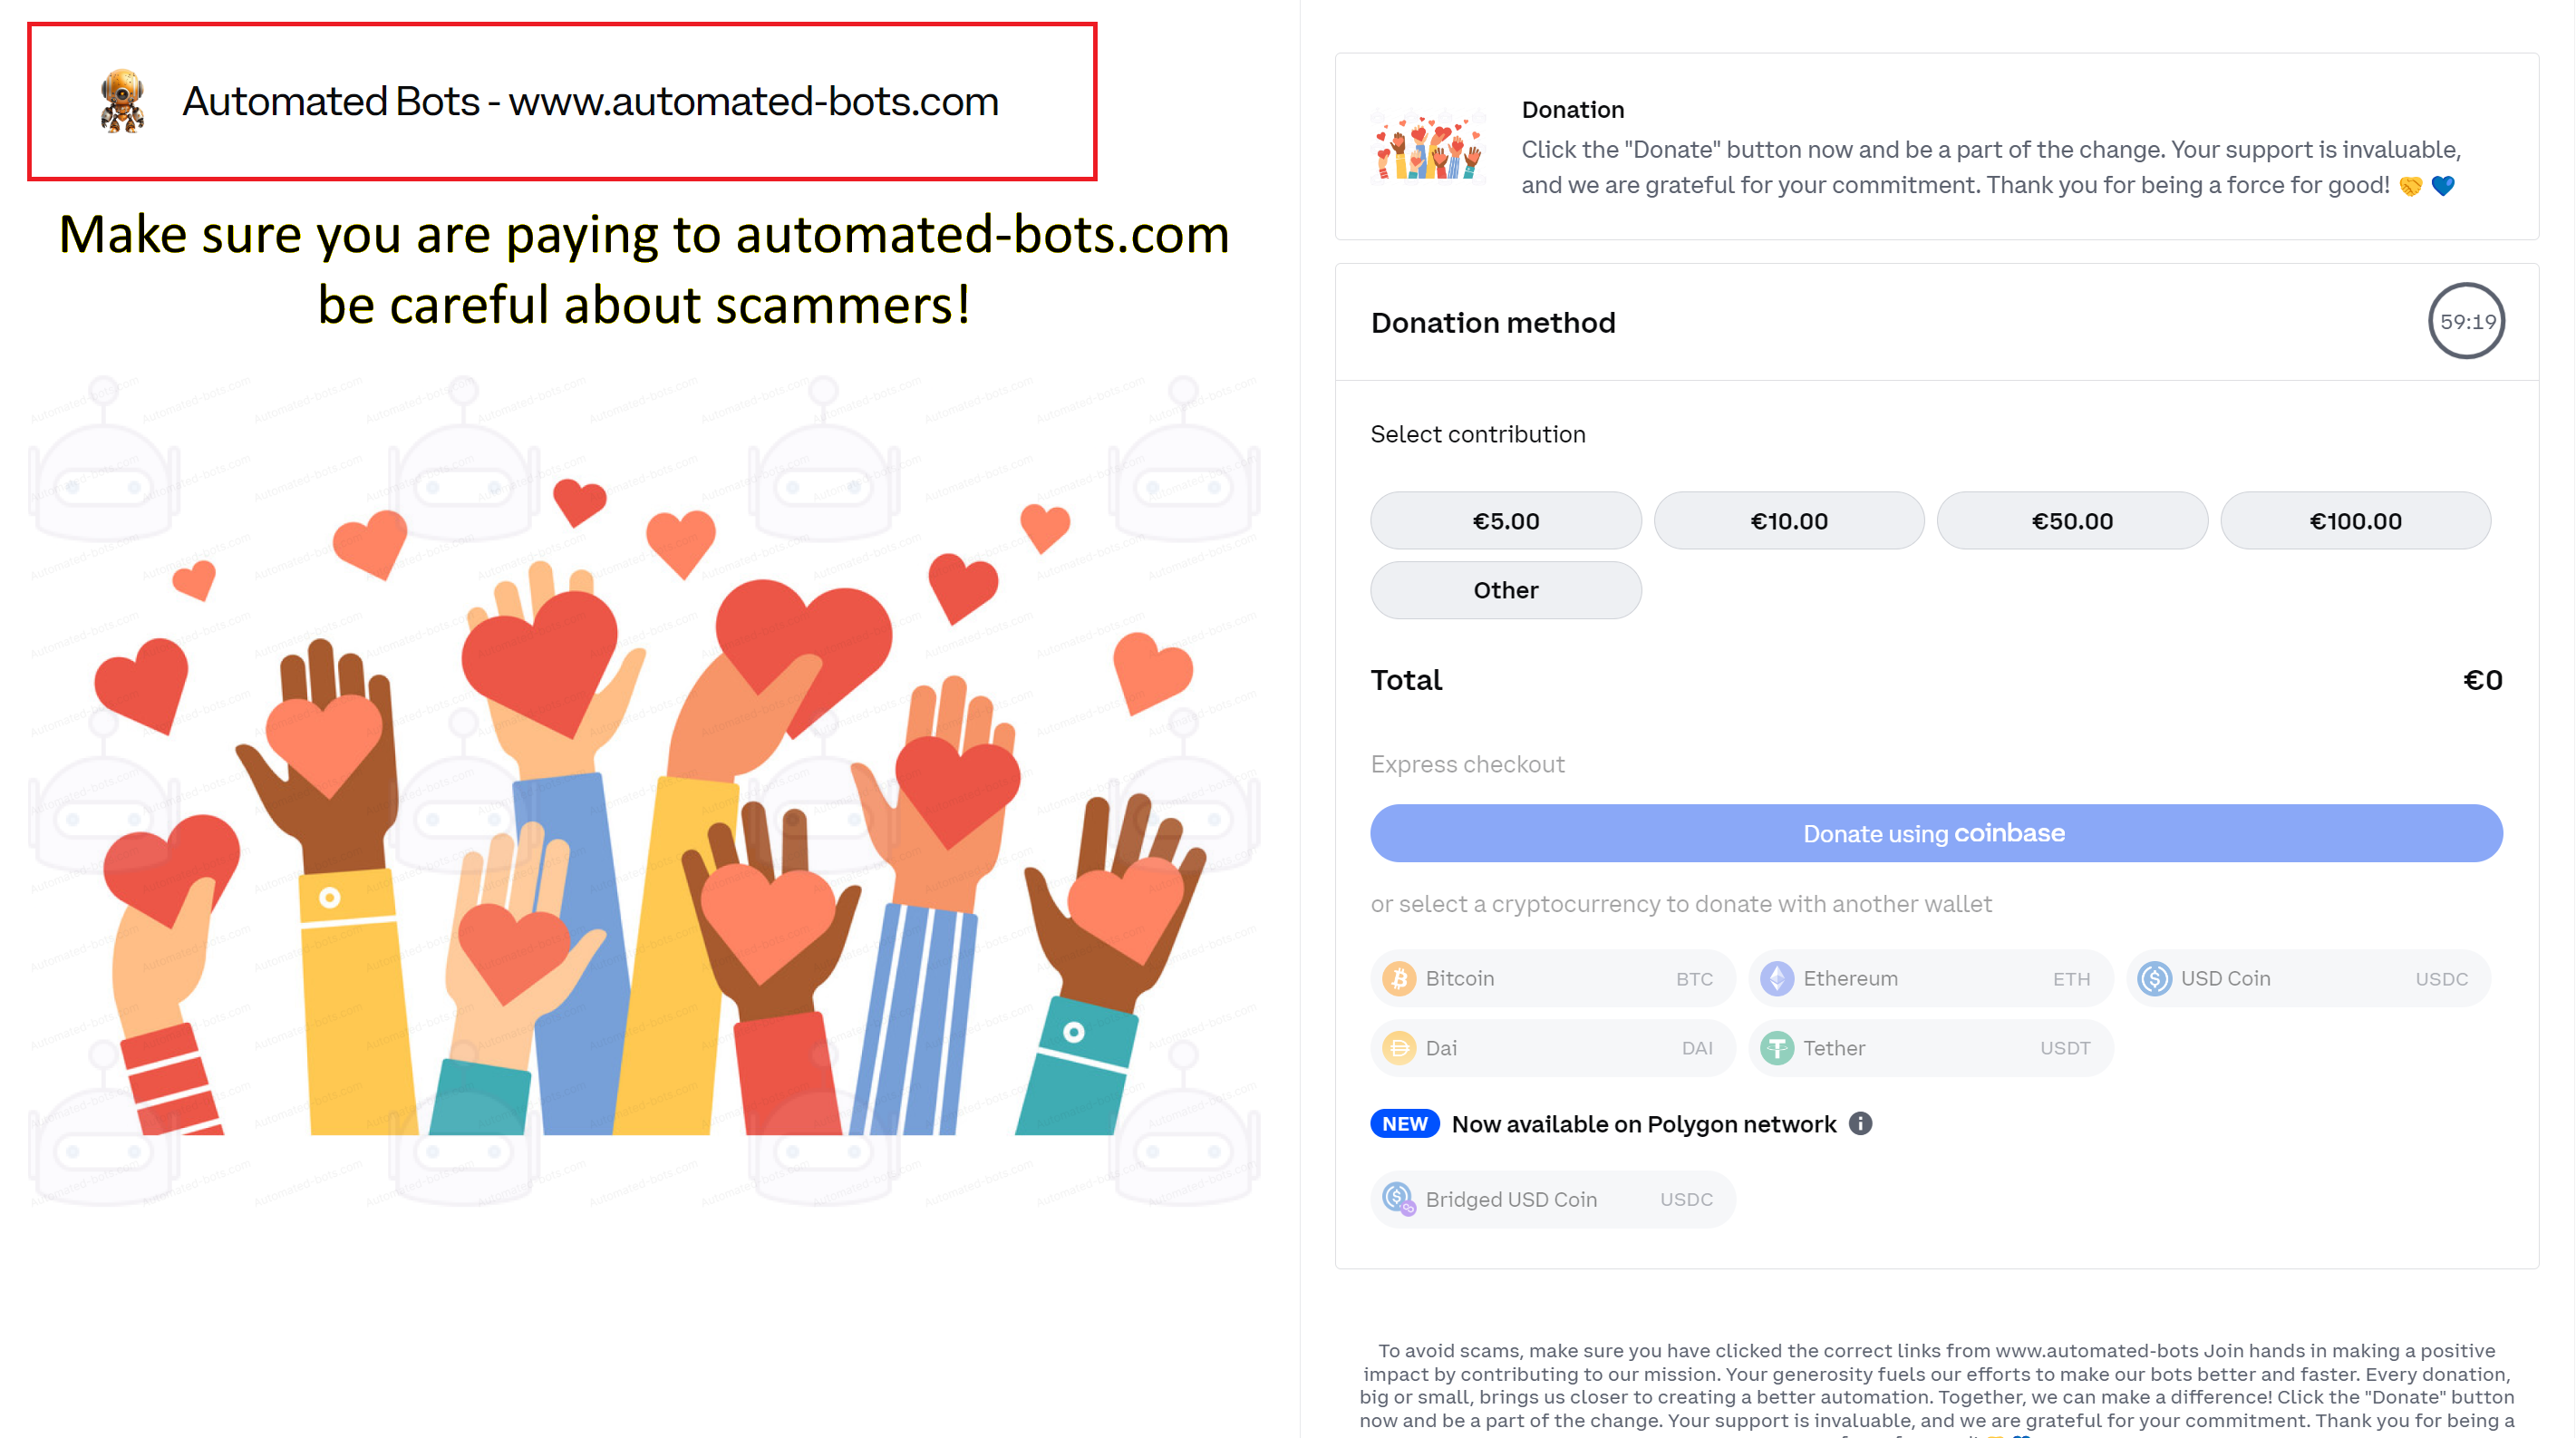 Automated Bots - www.automated-bots.com
Make sure you are paying to automated-bots.com
be careful about scammers!
Donation
Click the "Donate" button now and be a part of the change. Your support is invaluable,
and we are grateful for your commitment. Thank you for being a force for good! 🤝 💙
Donation method
59:19
Select contribution
€5.00
€10.00
€50.00
€100.00
Other
Total
€0
Express checkout
Donate using coinbase
or select a cryptocurrency to donate with another wallet
Bitcoin BTC
Ethereum ETH
USD Coin USDC
Dai DAI
Tether USDT
NEW Now available on Polygon network
Bridged USD Coin USDC
To avoid scams, make sure you have clicked the correct links from www.automated-bots Join hands in making a positive
impact by contributing to our mission. Your generosity fuels our efforts to make our bots better and faster. Every donation,
big or small, brings us closer to creating a better automation. Together, we can make a difference! Click the "Donate" button
now and be a part of the change. Your support is invaluable, and we are grateful for your commitment. Thank you for being a